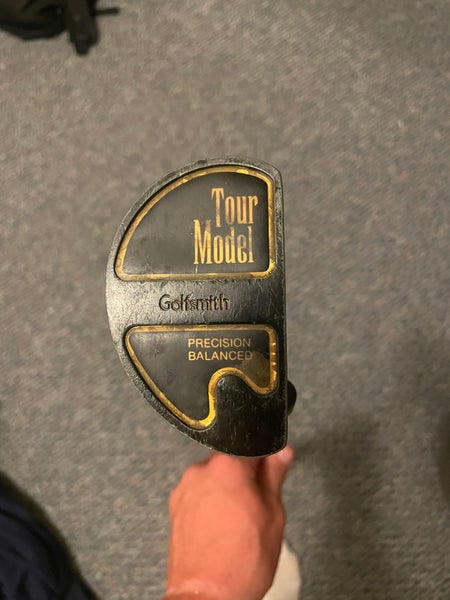 Tour
Model
Golfsmith
PRECISION
BALANCED